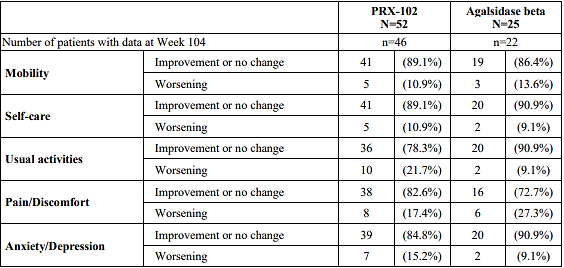 PRX-102 Agalsidase beta
N=52 N=25
Number of patients with data at Week 104 n=46 n=22
Mobility Improvement or no change 41 (89.1%) 19 (86.4%)
Worsening 5 (10.9%) 3 (13.6%)
Self-care Improvement or no change 41 (89.1%) 20 (90.9%)
Worsening 5 (10.9%) 2 (9.1%)
Usual activities Improvement or no change 36 (78.3%) 20 (90.9%)
Worsening 10 (21.7%) 2 (9.1%)
Pain/Discomfort Improvement or no change 38 (82.6%) 16 (72.7%)
Worsening 8 (17.4%) 6 (27.3%)
Anxiety/Depression Improvement or no change 39 (84.8%) 20 (90.9%)
Worsening 7 (15.2%) 2 (9.1%)